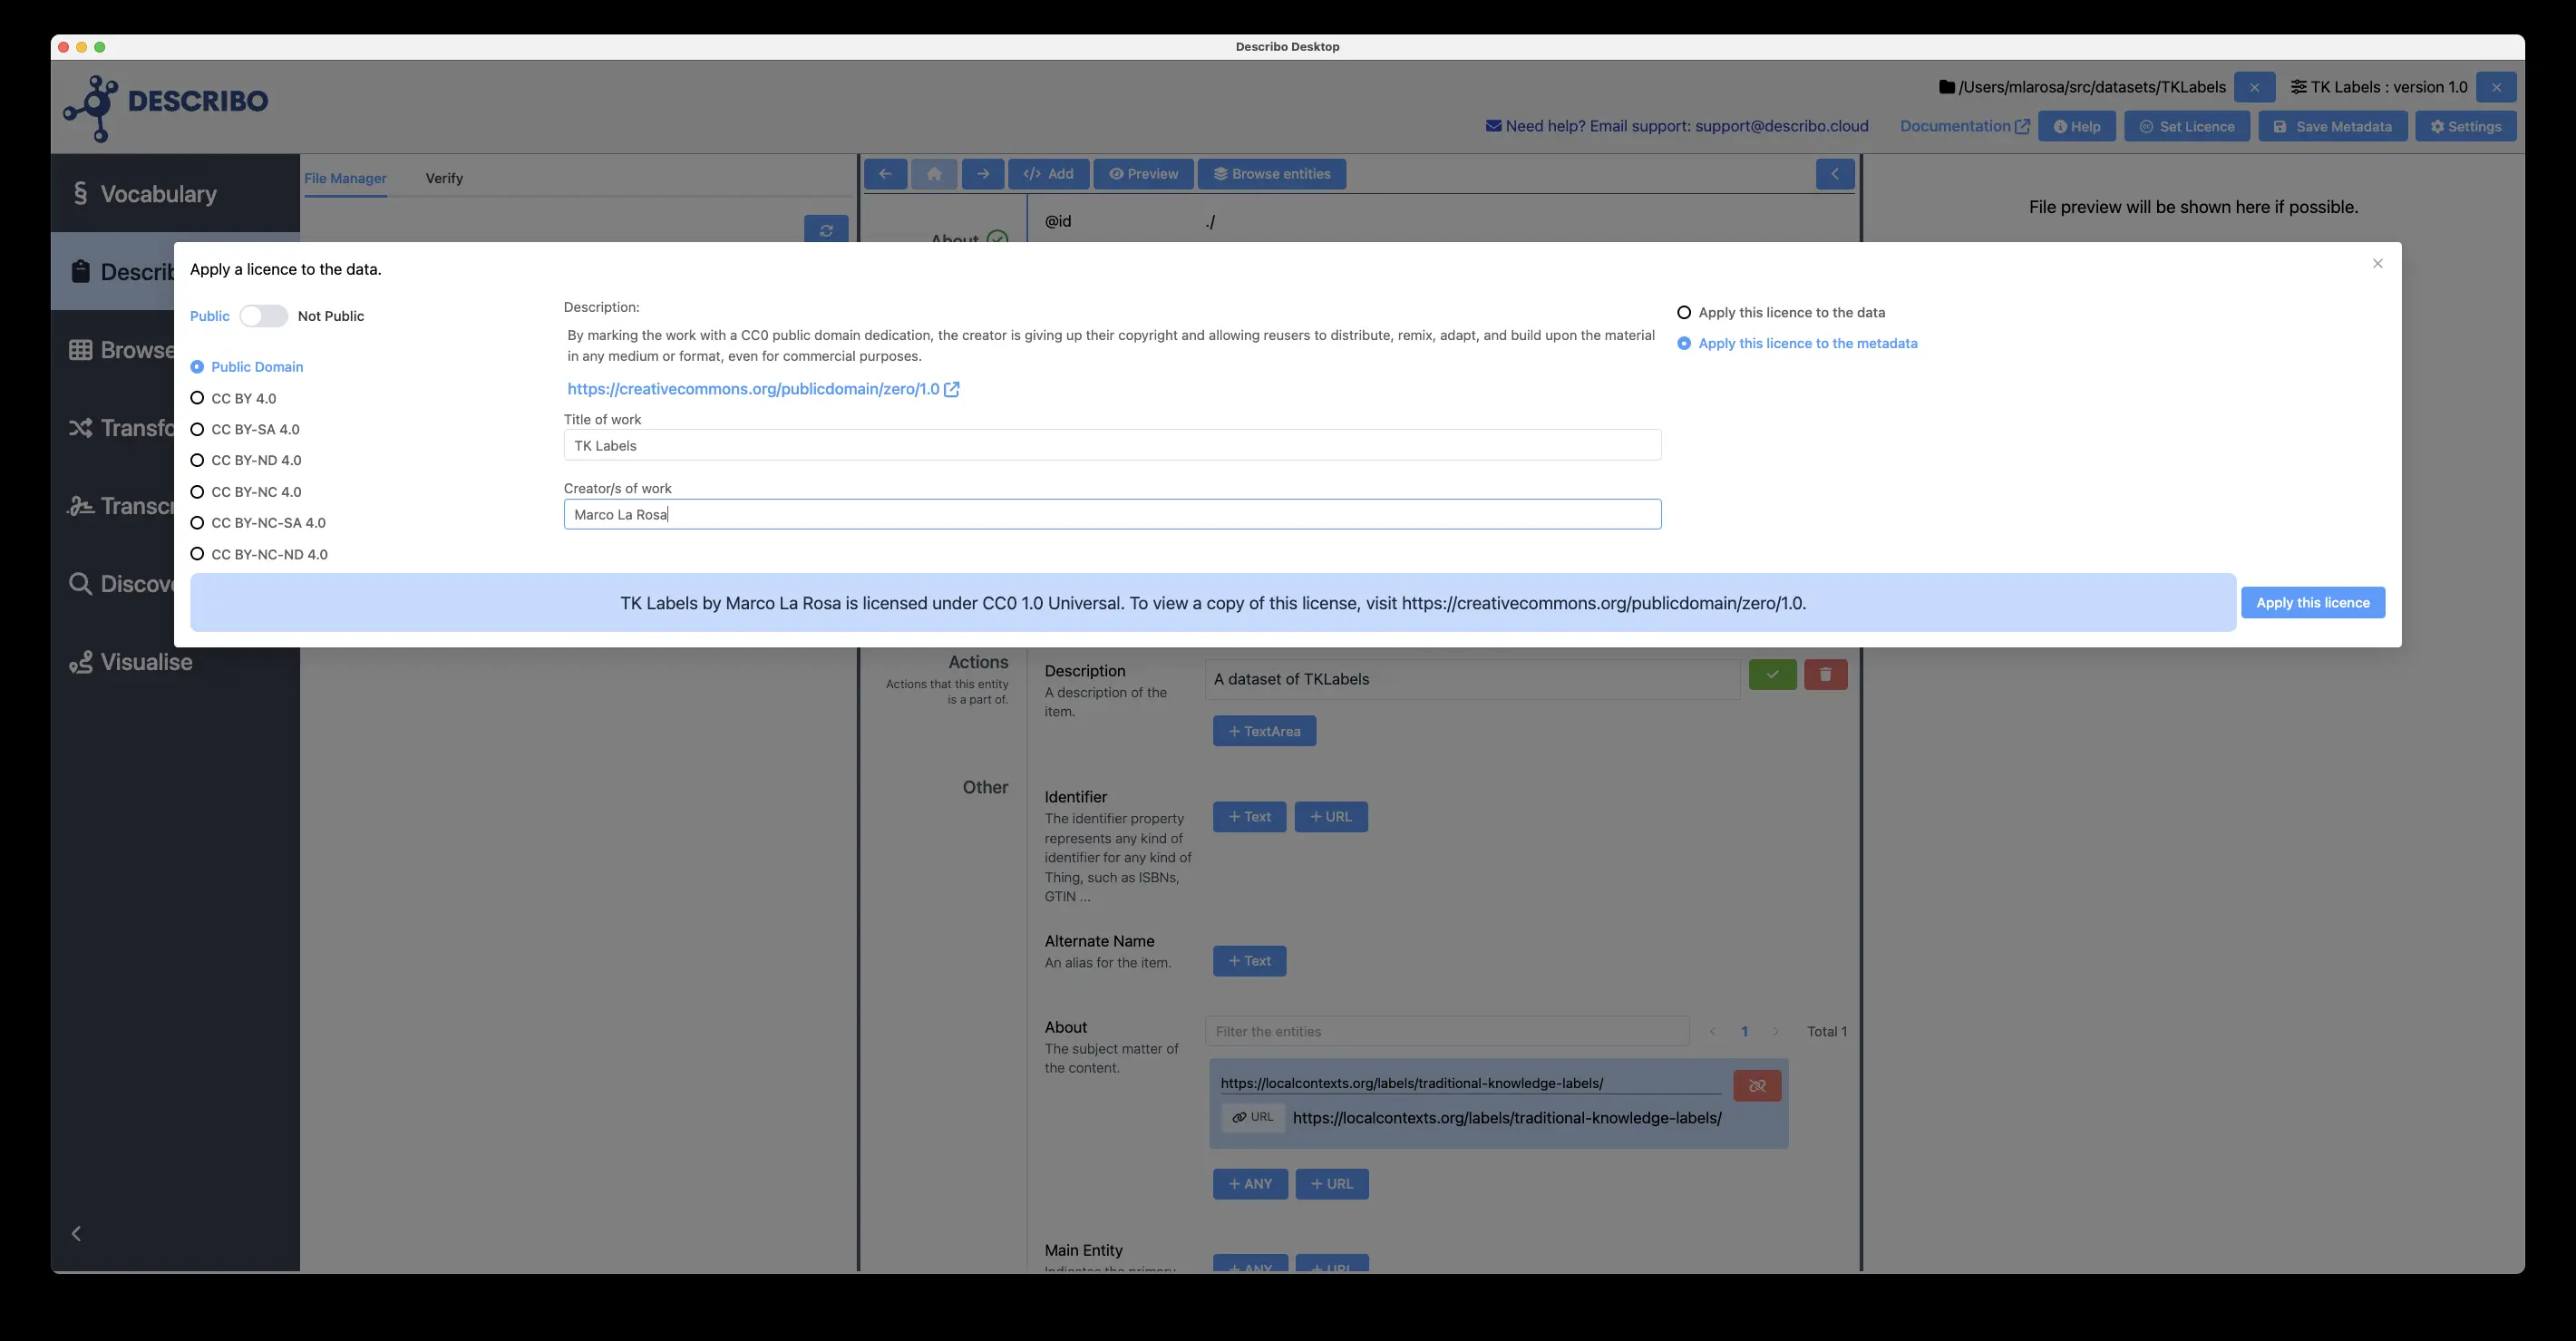 Describo Desktop
DESCRIBO
/Users/mlarosa/src/datasets/TKLabels
TK Labels : version 1.0
Need help? Email support: support@describo.cloud
Documentation
Help
Set Licence
Save Metadata
Settings
Vocabulary
File Manager
Verify
Add
Preview
Browse entities
@id
./
File preview will be shown here if possible.
About
Apply a licence to the data.
Public
Not Public
Public Domain
CC BY 4.0
CC BY-SA 4.0
CC BY-ND 4.0
CC BY-NC 4.0
CC BY-NC-SA 4.0
CC BY-NC-ND 4.0
Description:
By marking the work with a CC0 public domain dedication, the creator is giving up their copyright and allowing reusers to distribute, remix, adapt, and build upon the material
in any medium or format, even for commercial purposes.
https://creativecommons.org/publicdomain/zero/1.0
Title of work
TK Labels
Creator/s of work
Marco La Rosa
Apply this licence to the data
Apply this licence to the metadata
TK Labels by Marco La Rosa is licensed under CC0 1.0 Universal. To view a copy of this license, visit https://creativecommons.org/publicdomain/zero/1.0.
Apply this licence
Browse
Visualise
Actions
Actions that this entity
is a part of.
Other
Description
A description of the
item.
A dataset of TKLabels
+ TextArea
Identifier
The identifier property
represents any kind of
identifier for any kind of
Thing, such as ISBNs,
GTIN ...
+ Text
+ URL
Alternate Name
An alias for the item.
+ Text
About
The subject matter of
the content.
Filter the entities
1
Total 1
https://localcontexts.org/labels/traditional-knowledge-labels/
URL
https://localcontexts.org/labels/traditional-knowledge-labels/
+ ANY
+ URL
Main Entity
Indicates the primary
+ ANY
+ URL